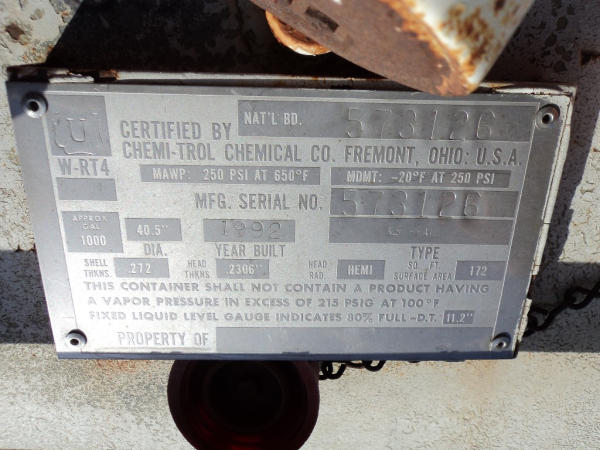 U
NAT'L BD. 573126
CERTIFIED BY
CHEMI-TROL CHEMICAL CO. FREMONT, OHIO: U.S.A.
W-RT4
MAWP: 250 PSI AT 650°F MDMT: -20°F AT 250 PSI
MFG. SERIAL NO. 573126
APPROX GAL 1000 40.5" 1992
DIA. YEAR BUILT TYPE
SHELL THKNS .272 HEAD THKNS .2306" HEAD RAD. HEMI SQ. FT. SURFACE AREA 172
THIS CONTAINER SHALL NOT CONTAIN A PRODUCT HAVING
A VAPOR PRESSURE IN EXCESS OF 215 PSIG AT 100°F
FIXED LIQUID LEVEL GAUGE INDICATES 80% FULL-D.T. 11.2"
PROPERTY OF